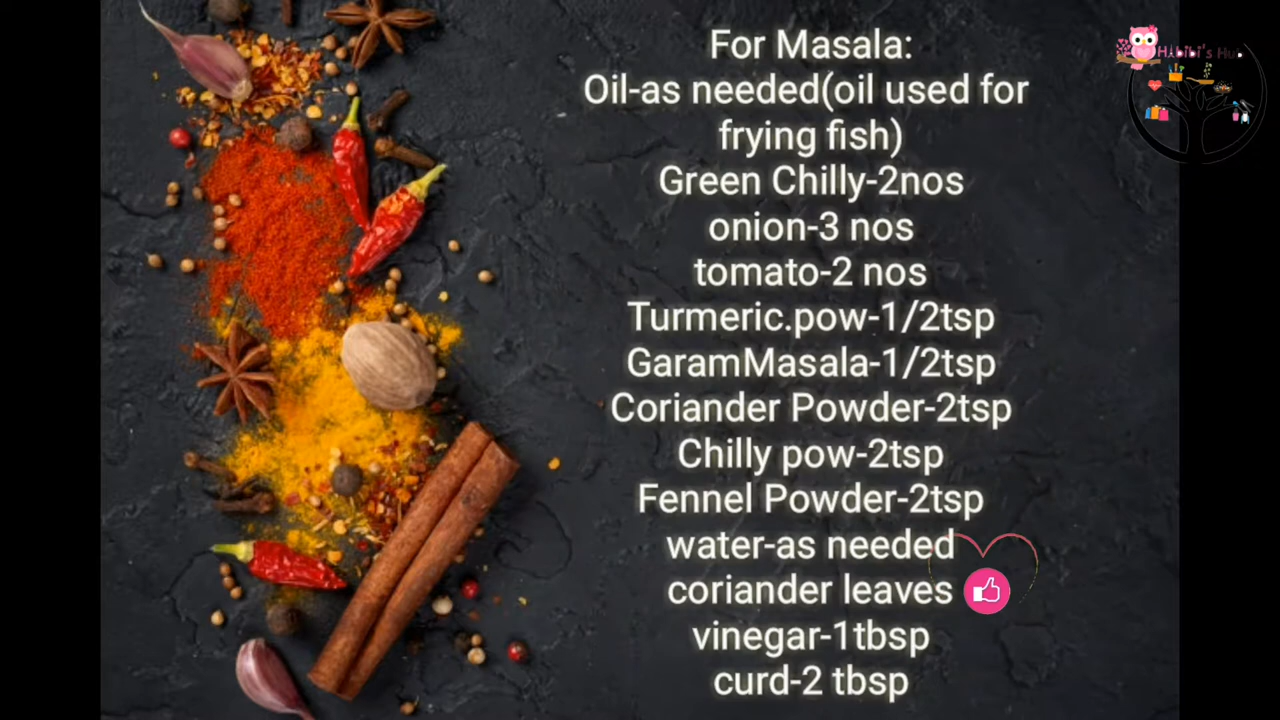 For Masala:
Oil-as needed(oil used for
frying fish)
Green Chilly-2nos
onion-3 nos
tomato-2 nos
Turmeric.pow-1/2tsp
GaramMasala-1/2tsp
Coriander Powder-2tsp
Chilly pow-2tsp
Fennel Powder-2tsp
water-as needed
coriander leaves
vinegar-1tbsp
curd-2 tbsp
Habibi's Hub